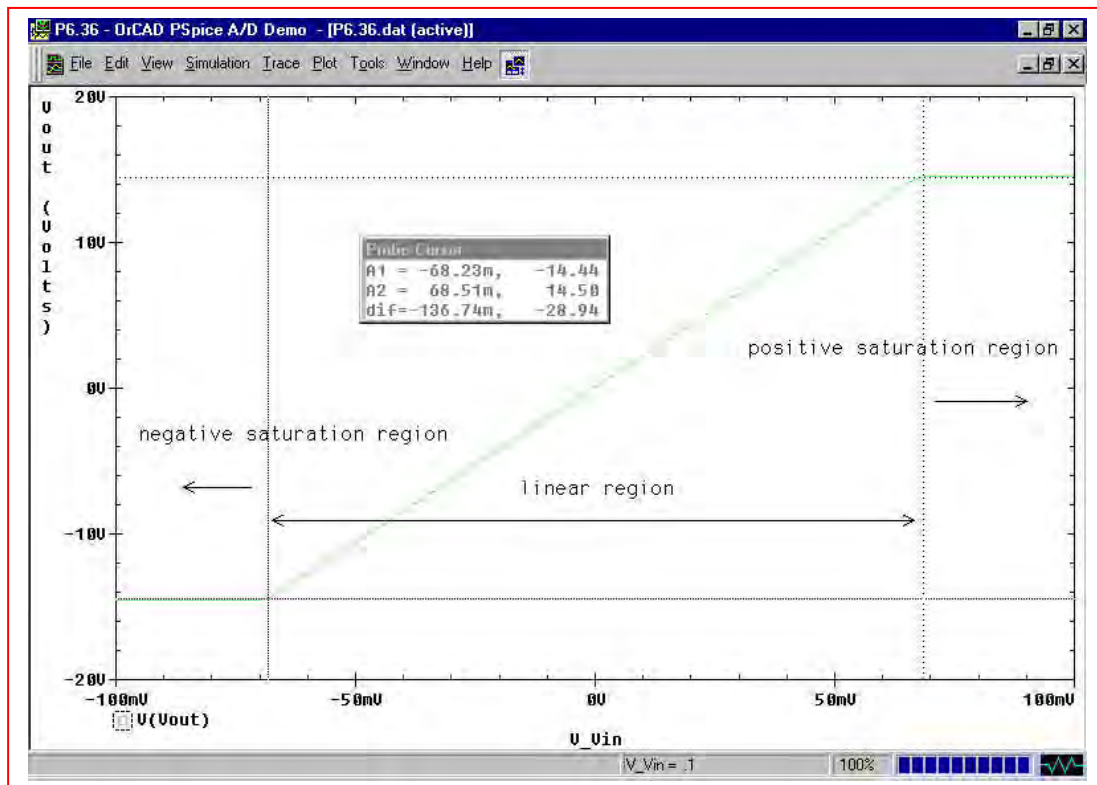 P6.36 - OrCAD PSpice A/D Demo - [P6.36.dat (active)]
File Edit View Simulation Trace Plot Tools Window Help
Vout (Volts)
20V
10V
0V
-10V
-20V
Probe Cursor
A1 = -68.23m, -14.44
A2 = 68.51m, 14.50
dif=-136.74m, -28.94
positive saturation region
negative saturation region
linear region
-100mV -50mV 0V 50mV 100mV
V(Vout)
V_Vin
V_Vin = .1 100%